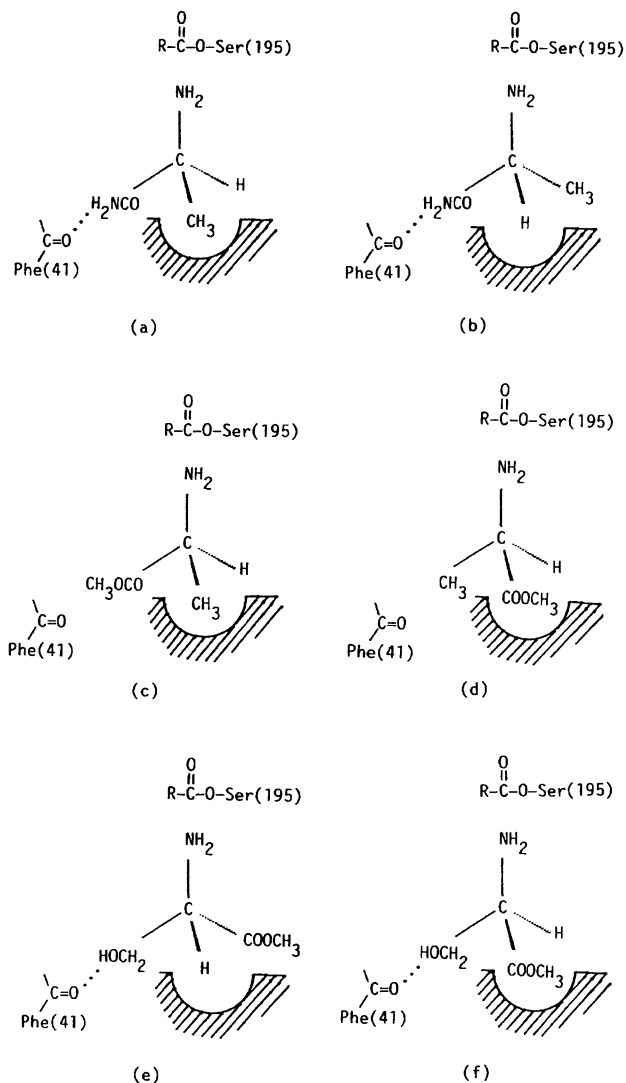 O
R-C-O-Ser(195)
NH2
C
H
H2NCO
CH3
C=O
Phe(41)
(a)
O
R-C-O-Ser(195)
NH2
C
CH3
H2NCO
H
C=O
Phe(41)
(b)
O
R-C-O-Ser(195)
NH2
C
H
CH3OCO
CH3
C=O
Phe(41)
(c)
O
R-C-O-Ser(195)
NH2
C
H
CH3
COOCH3
C=O
Phe(41)
(d)
O
R-C-O-Ser(195)
NH2
C
COOCH3
HOCH2
H
C=O
Phe(41)
(e)
O
R-C-O-Ser(195)
NH2
C
H
HOCH2
COOCH3
C=O
Phe(41)
(f)